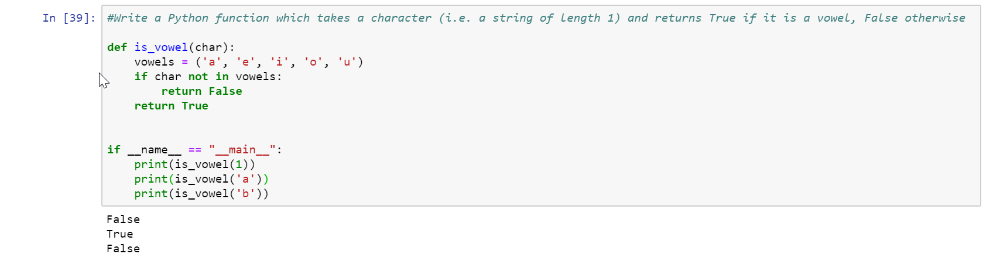 In [39]: #Write a Python function which takes a character (i.e. a string of length 1) and returns True if it is a vowel, False otherwise
def is_vowel(char):
    vowels = ('a', 'e', 'i', 'o', 'u')
    if char not in vowels:
        return False
    return True
if __name__ == "__main__":
    print(is_vowel(1))
    print(is_vowel('a'))
    print(is_vowel('b'))
False
True
False